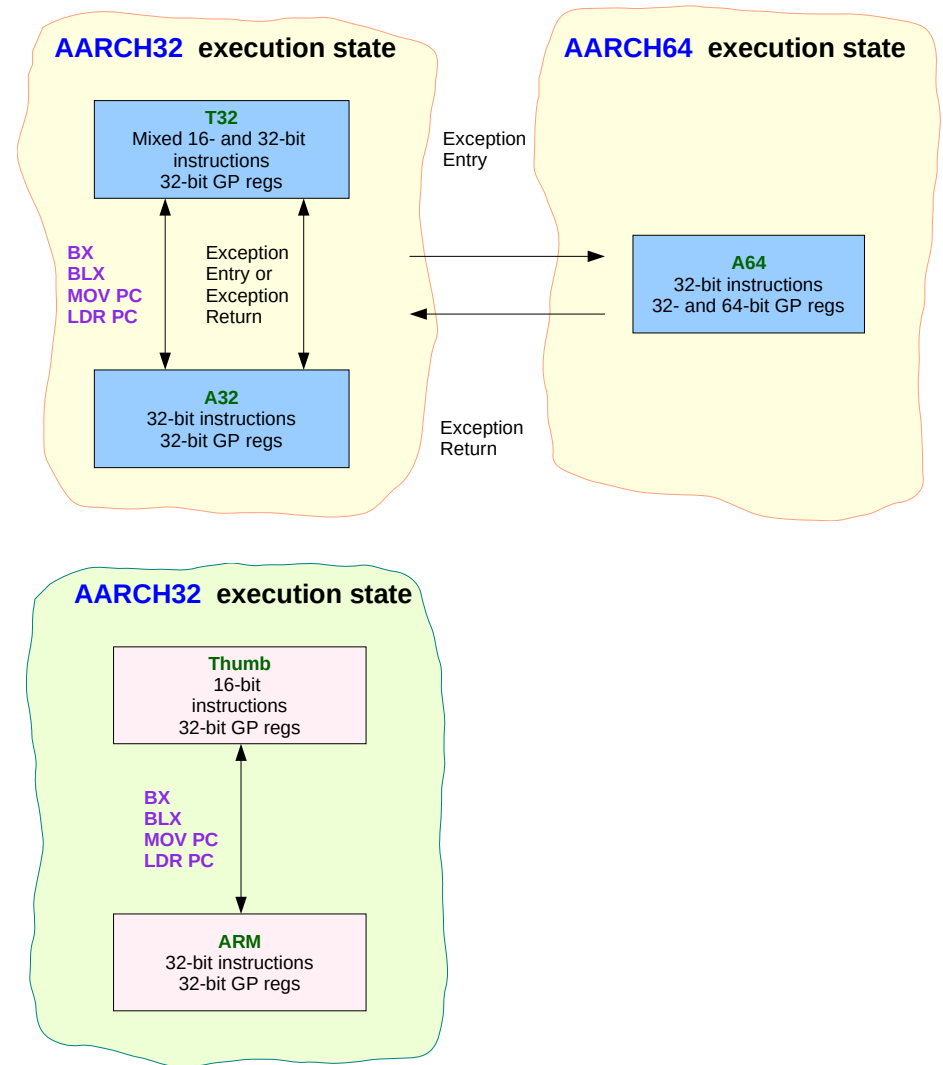 AARCH32 execution state
T32
Mixed 16- and 32-bit
instructions
32-bit GP regs
BX
BLX
MOV PC
LDR PC
Exception
Entry or
Exception
Return
A32
32-bit instructions
32-bit GP regs
Exception
Entry
Exception
Return
AARCH64 execution state
A64
32-bit instructions
32- and 64-bit GP regs
AARCH32 execution state
Thumb
16-bit
instructions
32-bit GP regs
BX
BLX
MOV PC
LDR PC
ARM
32-bit instructions
32-bit GP regs